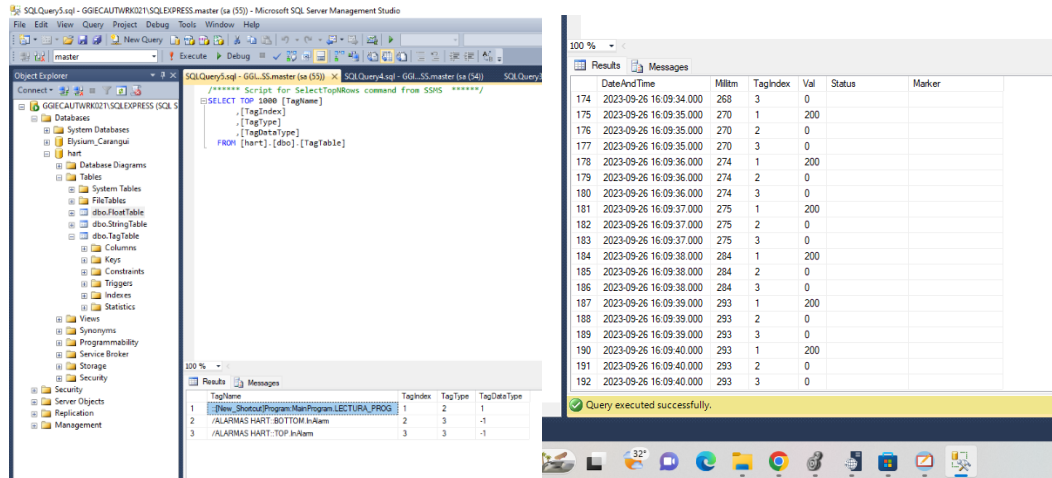 SQLQuery5.sql - GGIECAUTWRK021\SQLEXPRESS.master (sa (55)) - Microsoft SQL Server Management Studio
File Edit View Query Project Debug Tools Window Help
New Query
master Execute Debug
Object Explorer
Connect
GGIECAUTWRK021\SQLEXPRESS (SQL S
Databases
System Databases
Elysium_Carangui
hart
Database Diagrams
Tables
System Tables
FileTables
dbo.FloatTable
dbo.StringTable
dbo.TagTable
Columns
Keys
Constraints
Triggers
Indexes
Statistics
Views
Synonyms
Programmability
Service Broker
Storage
Security
Security
Server Objects
Replication
Management
SQLQuery5.sql - GGI...SS.master (sa (55)) SQLQuery4.sql - GGI...SS.master (sa (54)) SQLQuery3
/****** Script for SelectTopNRows command from SSMS ******/
SELECT TOP 1000 [TagName]
,[TagIndex]
,[TagType]
,[TagDataType]
FROM [hart].[dbo].[TagTable]
100 %
Results Messages
TagName TagIndex TagType TagDataType
1 ::[New_Shortcut]Program:MainProgram.LECTURA_PROG 1 2 1
2 /ALARMAS HART::BOTTOM.InAlarm 2 3 -1
3 /ALARMAS HART::TOP.InAlarm 3 3 -1
100 %
Results Messages
DateAndTime Millitm TagIndex Val Status Marker
174 2023-09-26 16:09:34.000 268 3 0
175 2023-09-26 16:09:35.000 270 1 200
176 2023-09-26 16:09:35.000 270 2 0
177 2023-09-26 16:09:35.000 270 3 0
178 2023-09-26 16:09:36.000 274 1 200
179 2023-09-26 16:09:36.000 274 2 0
180 2023-09-26 16:09:36.000 274 3 0
181 2023-09-26 16:09:37.000 275 1 200
182 2023-09-26 16:09:37.000 275 2 0
183 2023-09-26 16:09:37.000 275 3 0
184 2023-09-26 16:09:38.000 284 1 200
185 2023-09-26 16:09:38.000 284 2 0
186 2023-09-26 16:09:38.000 284 3 0
187 2023-09-26 16:09:39.000 293 1 200
188 2023-09-26 16:09:39.000 293 2 0
189 2023-09-26 16:09:39.000 293 3 0
190 2023-09-26 16:09:40.000 293 1 200
191 2023-09-26 16:09:40.000 293 2 0
192 2023-09-26 16:09:40.000 293 3 0
Query executed successfully.
32°